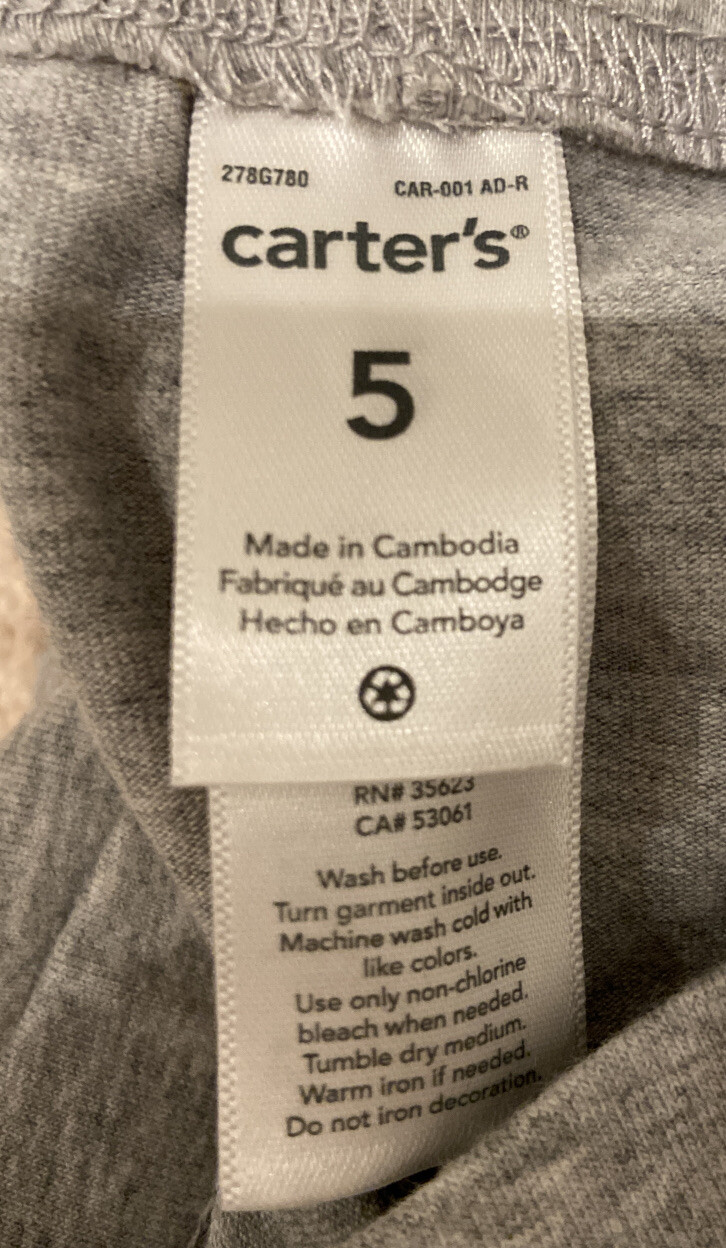 278G780 CAR-001 AD-R
carter's®
5
Made in Cambodia
Fabriqué au Cambodge
Hecho en Camboya
RN# 35623
CA# 53061
Wash before use.
Turn garment inside out.
Machine wash cold with
like colors.
Use only non-chlorine
bleach when needed.
Tumble dry medium.
Warm iron if needed.
Do not iron decoration.